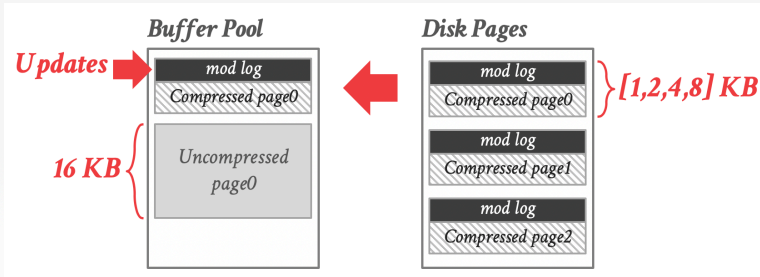 Buffer Pool
Updates
mod log
Compressed page0
16 KB
Uncompressed
page0
Disk Pages
mod log
Compressed page0
[1,2,4,8] KB
mod log
Compressed page1
mod log
Compressed page2